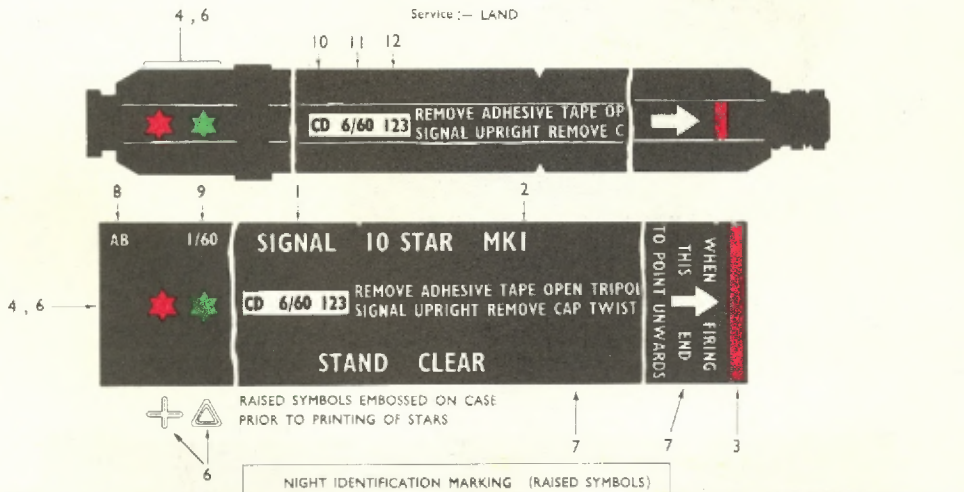 Service :— LAND
4 , 6
10 11 12
CD 6/60 123
REMOVE ADHESIVE TAPE OP
SIGNAL UPRIGHT REMOVE C
8 9 1 2
AB 1/60
SIGNAL 10 STAR MK1
4 , 6
CD 6/60 123
REMOVE ADHESIVE TAPE OPEN TRIPO
SIGNAL UPRIGHT REMOVE CAP TWIST
STAND CLEAR
WHEN FIRING
THIS END
TO POINT UNWARDS
RAISED SYMBOLS EMBOSSED ON CASE
PRIOR TO PRINTING OF STARS
6 7 7 3
NIGHT IDENTIFICATION MARKING (RAISED SYMBOLS)